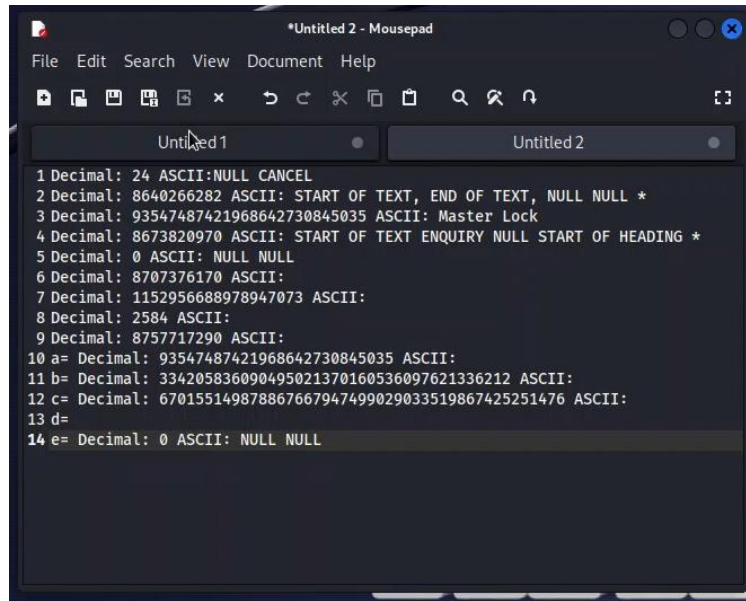 *Untitled 2 - Mousepad
File Edit Search View Document Help
Untitled 1 Untitled 2
1 Decimal: 24 ASCII:NULL CANCEL
2 Decimal: 8640266282 ASCII: START OF TEXT, END OF TEXT, NULL NULL *
3 Decimal: 93547487421968642730845035 ASCII: Master Lock
4 Decimal: 8673820970 ASCII: START OF TEXT ENQUIRY NULL START OF HEADING *
5 Decimal: 0 ASCII: NULL NULL
6 Decimal: 8707376170 ASCII:
7 Decimal: 1152956688978947073 ASCII:
8 Decimal: 2584 ASCII:
9 Decimal: 8757717290 ASCII:
10 a= Decimal: 93547487421968642730845035 ASCII:
11 b= Decimal: 33420583609049502137016053609762133621​2 ASCII:
12 c= Decimal: 67015514987886766794749902903351986742525147​6 ASCII:
13 d=
14 e= Decimal: 0 ASCII: NULL NULL